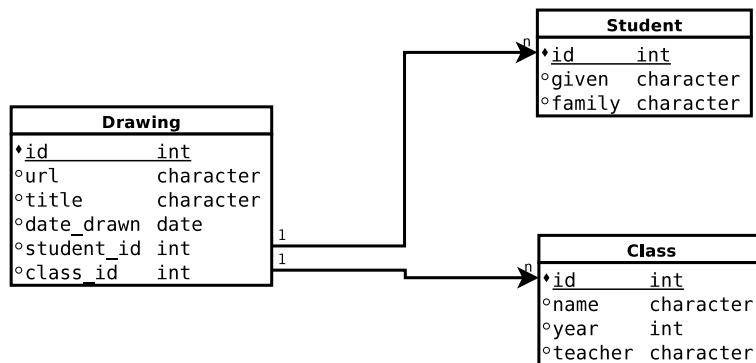 Student
id int
given character
family character
Drawing
id int
url character
title character
date_drawn date
student_id int
class_id int
1
n
1
n
Class
id int
name character
year int
teacher character